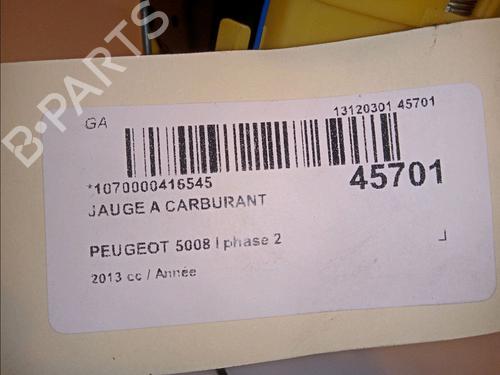 B-PARTS
GA
13120301 45701
*1070000416545
45701
JAUGE A CARBURANT
PEUGEOT 5008 I phase 2
2013 cc / Année